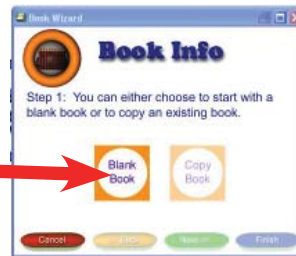 Book Wizard
Book Info
Step 1: You can either choose to start with a
blank book or to copy an existing book.
Blank
Book
Copy
Book
Cancel
Next >>
Finish